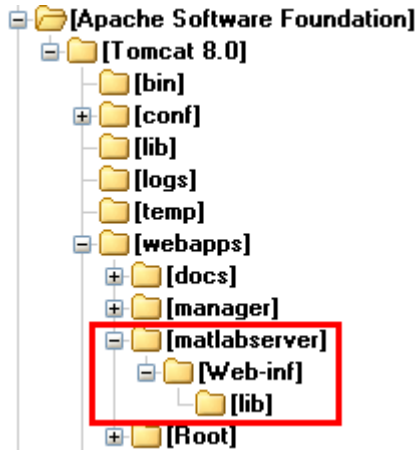 [Apache Software Foundation]
[Tomcat 8.0]
[bin]
[conf]
[lib]
[logs]
[temp]
[webapps]
[docs]
[manager]
[matlabserver]
[Web-inf]
[lib]
[Root]